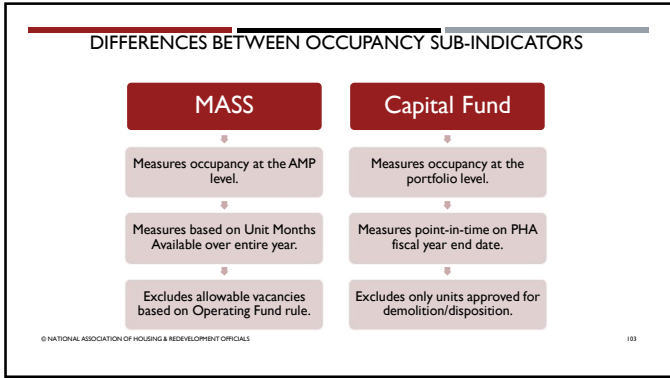 DIFFERENCES BETWEEN OCCUPANCY SUB-INDICATORS
MASS
Measures occupancy at the AMP
level.
Measures based on Unit Months
Available over entire year.
Excludes allowable vacancies
based on Operating Fund rule.
Capital Fund
Measures occupancy at the
portfolio level.
Measures point-in-time on PHA
fiscal year end date.
Excludes only units approved for
demolition/disposition.
© NATIONAL ASSOCIATION OF HOUSING & REDEVELOPMENT OFFICIALS
103